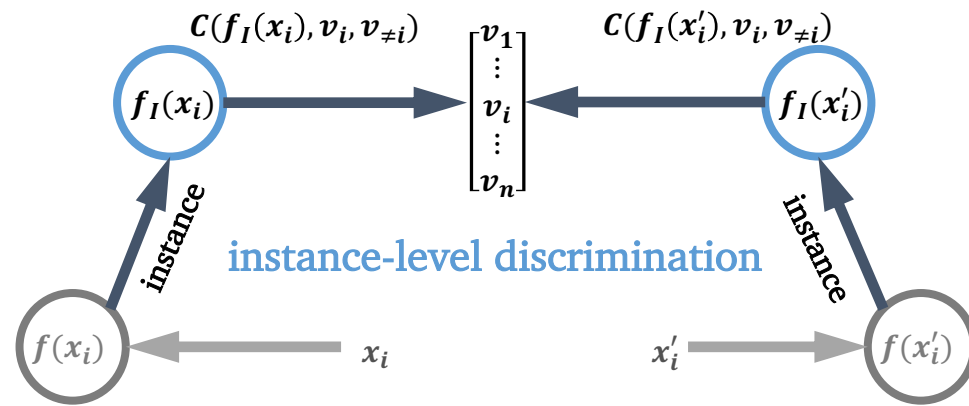 C(f_I(x_i), v_i, v_{≠i})
C(f_I(x'_i), v_i, v_{≠i})
f_I(x_i)
v_1
⋮
v_i
⋮
v_n
f_I(x'_i)
instance
instance
instance-level discrimination
f(x_i)
x_i
x'_i
f(x'_i)